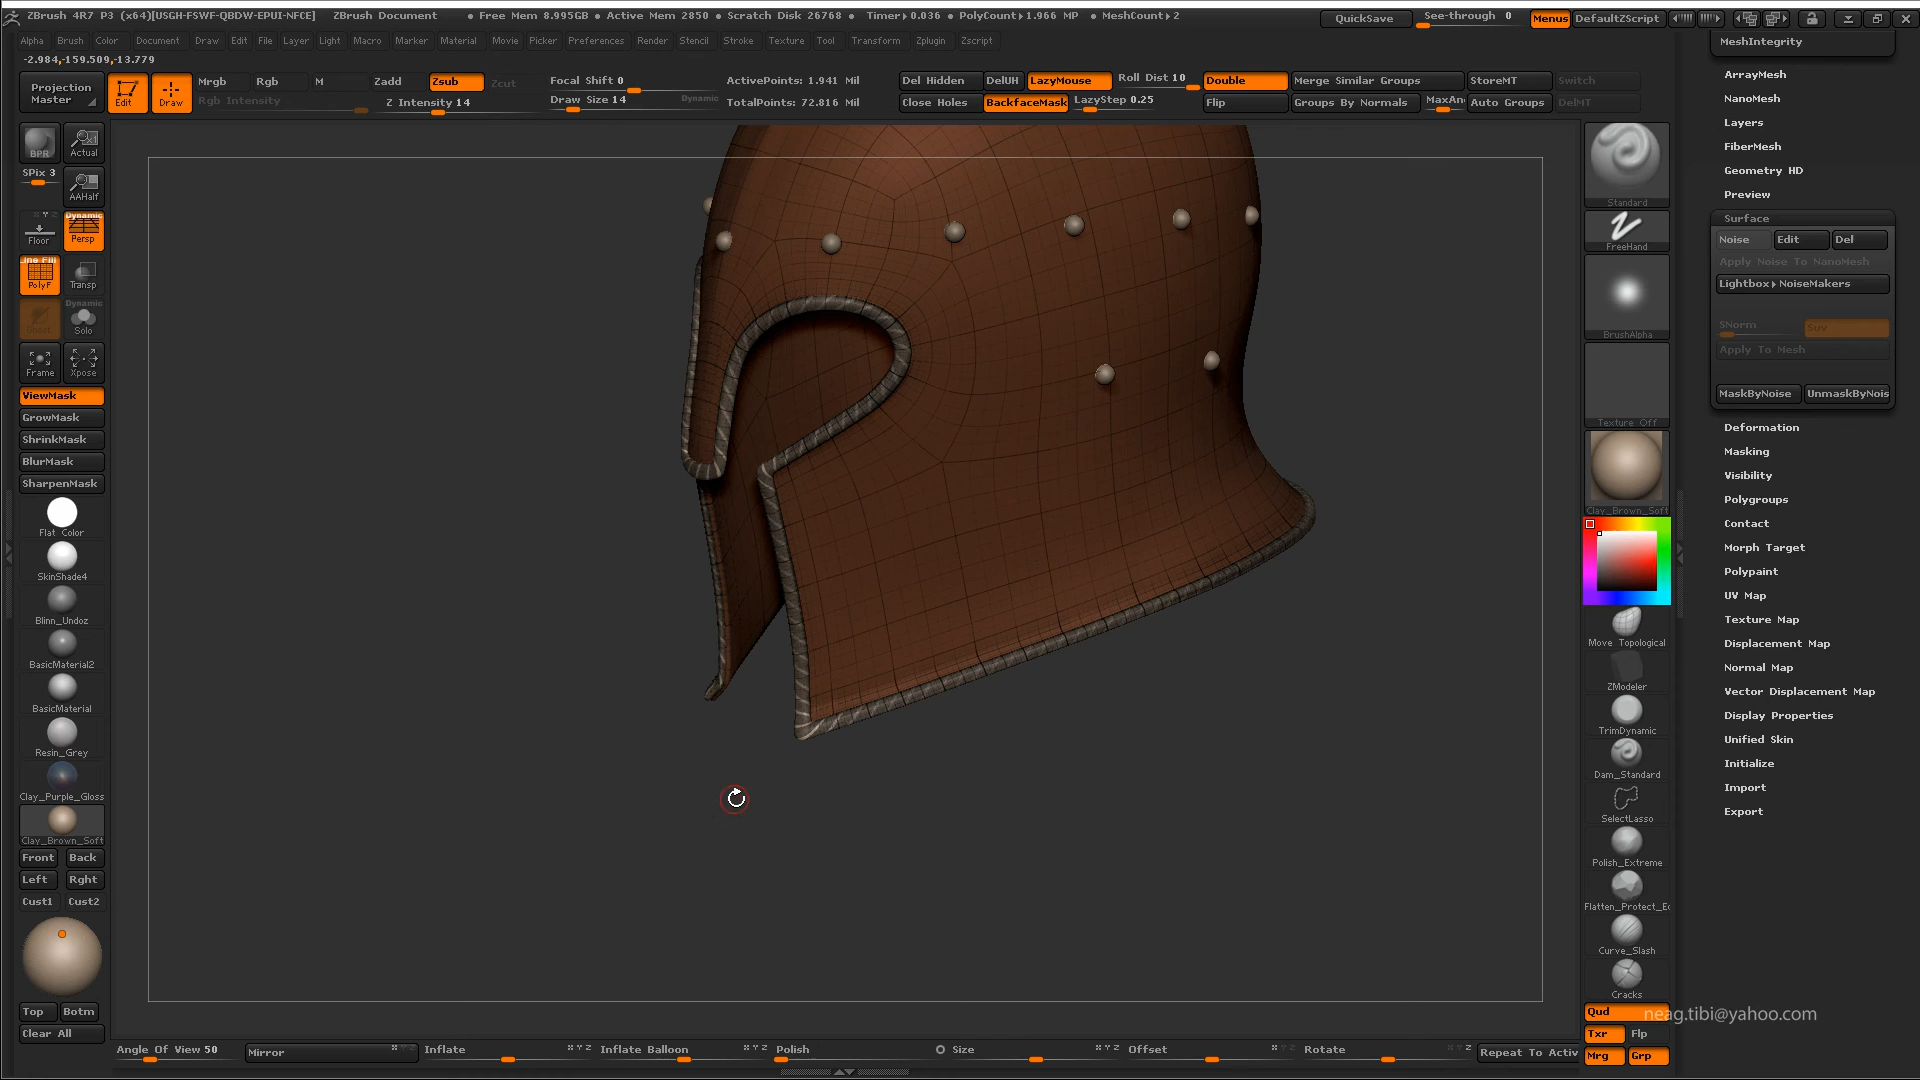 ZBrush 4R7 P3 (x64)[USGH-FSWF-QBDW-EPUI-NFCE] ZBrush Document • Free Mem 8.995GB • Active Mem 2850 • Scratch Disk 26768 • Timer▸0.036 • PolyCount▸1.966 MP • MeshCount▸2 QuickSave See-through 0 Menus DefaultZScript
Alpha Brush Color Document Draw Edit File Layer Light Macro Marker Material Movie Picker Preferences Render Stencil Stroke Texture Tool Transform Zplugin Zscript
-2.984,-159.509,-13.779
Projection Master
Edit
Draw
Mrgb Rgb M Zadd Zsub Zcut
Rgb Intensity Z Intensity 14
Focal Shift 0
Draw Size 14 Dynamic
ActivePoints: 1.941 Mil
TotalPoints: 72.816 Mil
Del Hidden DelUH LazyMouse Roll Dist 10 Double Merge Similar Groups StoreMT Switch
Close Holes BackfaceMask LazyStep 0.25 Flip Groups By Normals MaxAn Auto Groups DelMT
BPR Actual
SPix 3 AAHalf
Floor Dynamic Persp
Line Fill PolyF Transp
Dynamic Solo
Frame Xpose
ViewMask
GrowMask
ShrinkMask
BlurMask
SharpenMask
Flat Color
SkinShade4
Blinn_Undoz
BasicMaterial2
BasicMaterial
Resin_Grey
Clay_Purple_Gloss
Clay_Brown_Soft
Front Back
Left Rght
Cust1 Cust2
Top Botm
Clear All
Angle Of View 50 Mirror Inflate Inflate Balloon Polish Size Offset Rotate Repeat To Activ
Standard
FreeHand
BrushAlpha
Texture Off
Clay_Brown_Soft
Move Topological
ZModeler
TrimDynamic
Dam_Standard
SelectLasso
Polish_Extreme
Flatten_Protect_Ec
Curve_Slash
Cracks
Qud
Txr Flp
Mrg Grp
MeshIntegrity
ArrayMesh
NanoMesh
Layers
FiberMesh
Geometry HD
Preview
Surface
Noise Edit Del
Apply Noise To NanoMesh
Lightbox▸NoiseMakers
SNorm Suv
Apply To Mesh
MaskByNoise UnmaskByNois
Deformation
Masking
Visibility
Polygroups
Contact
Morph Target
Polypaint
UV Map
Texture Map
Displacement Map
Normal Map
Vector Displacement Map
Display Properties
Unified Skin
Initialize
Import
Export
neag.tibi@yahoo.com